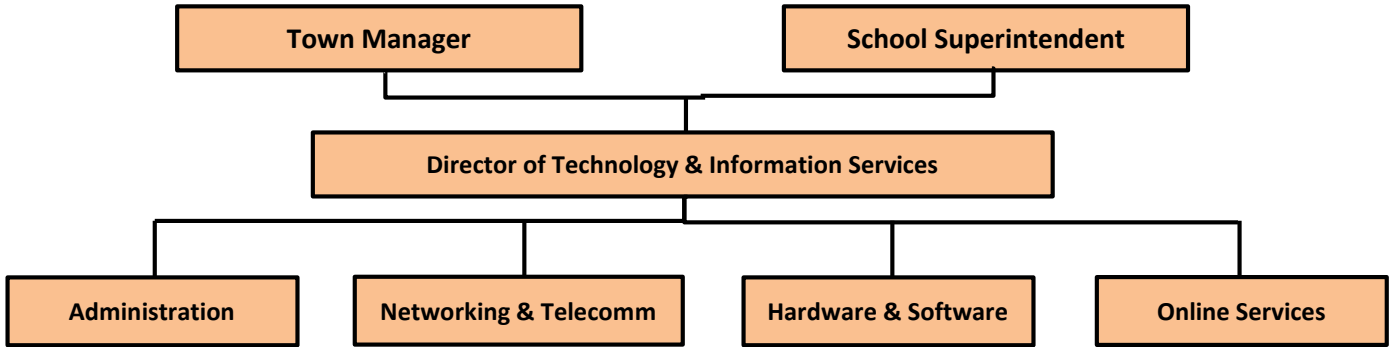 Town Manager
School Superintendent
Director of Technology & Information Services
Administration
Networking & Telecomm
Hardware & Software
Online Services